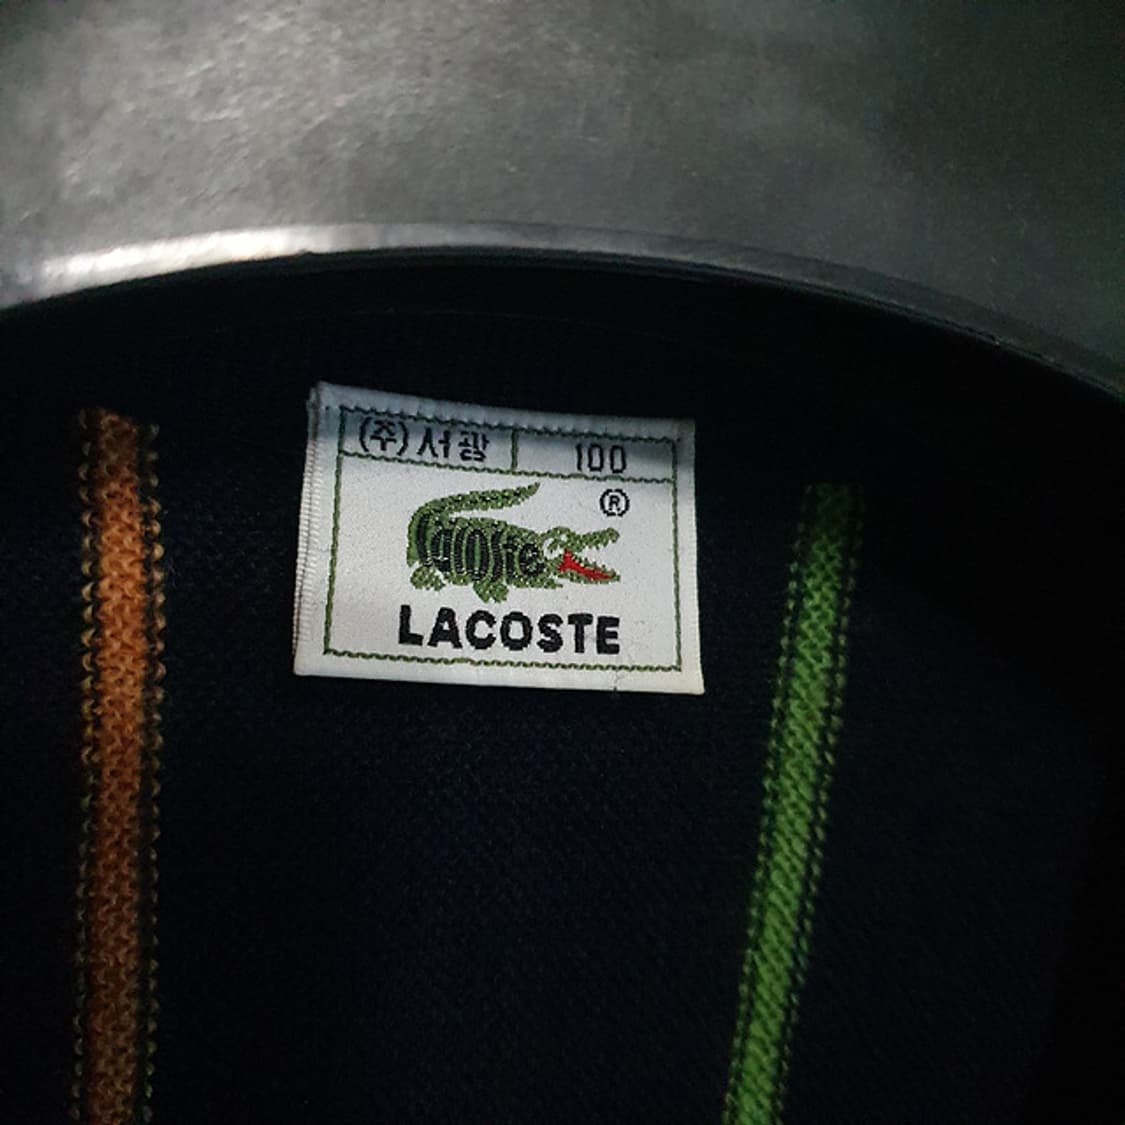 (주)서광 100
®
Lacoste
LACOSTE